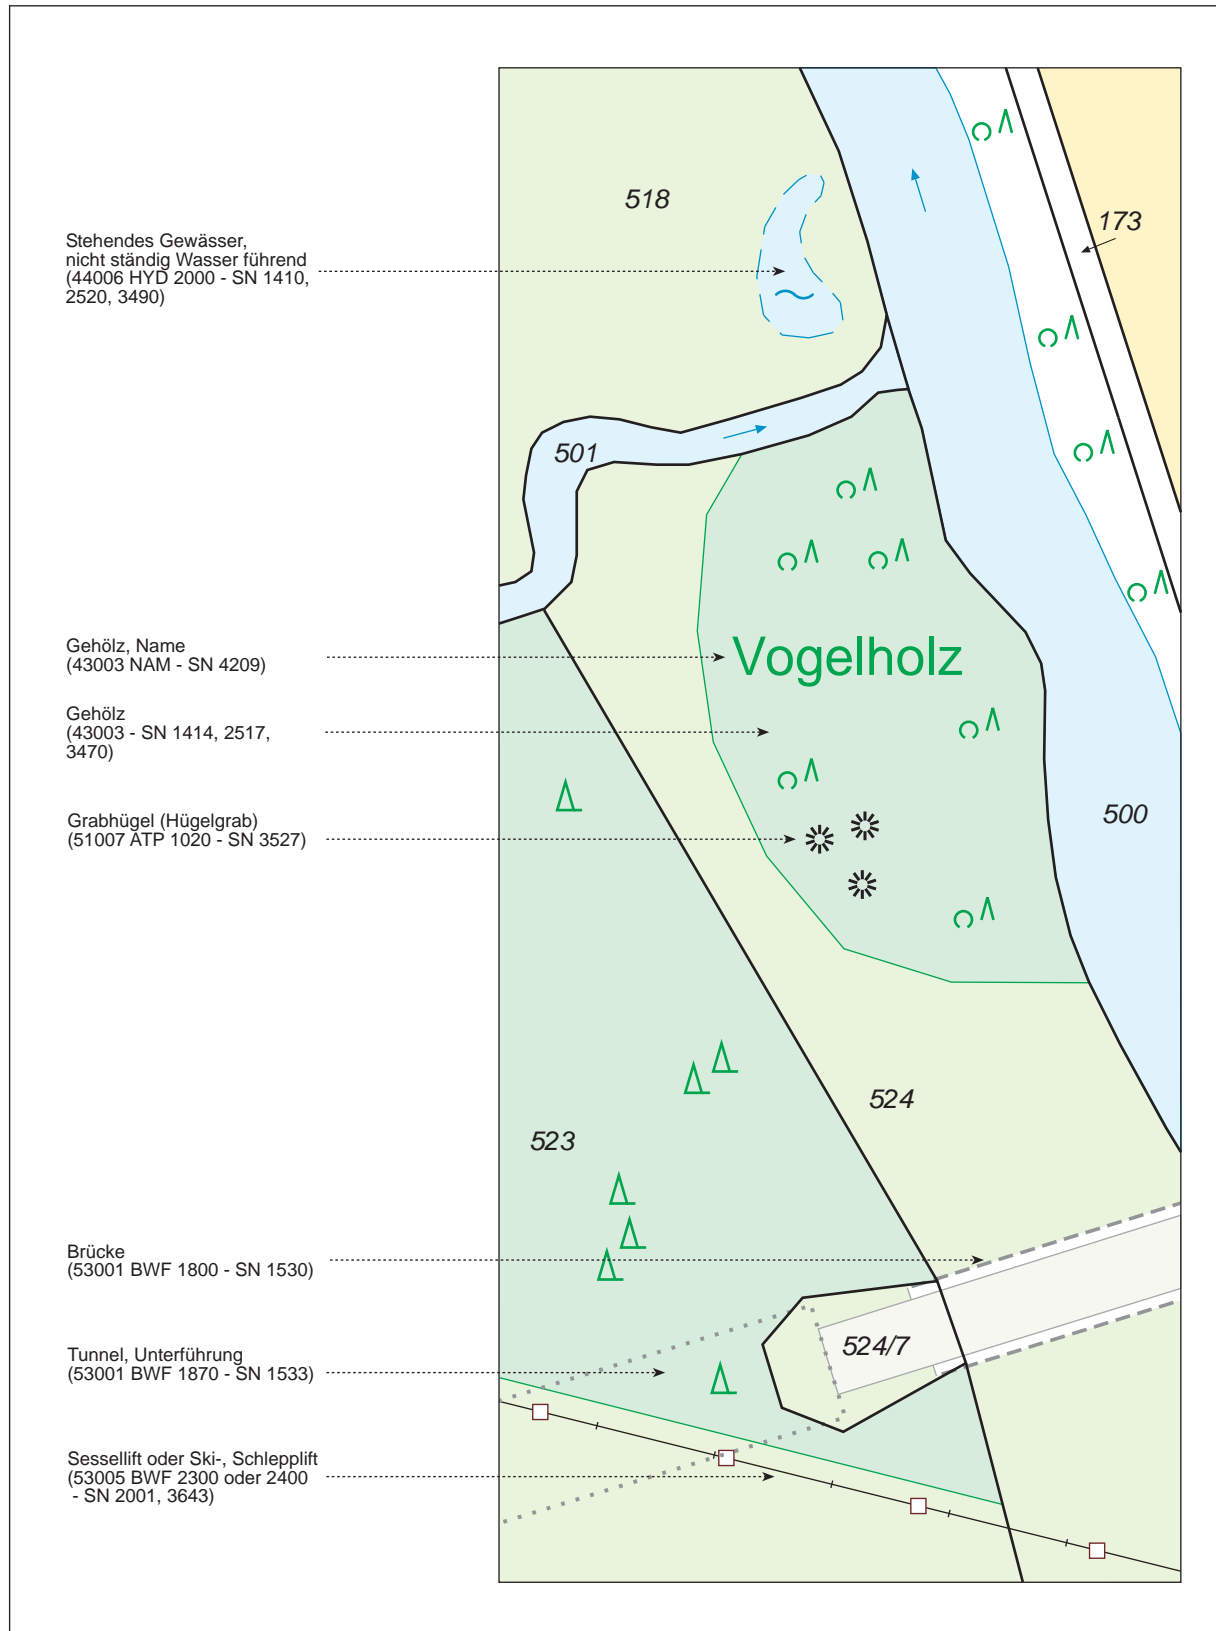 518
173
Stehendes Gewässer,
nicht ständig Wasser führend
(44006 HYD 2000 - SN 1410,
2520, 3490)
501
Gehölz, Name
(43003 NAM - SN 4209)
Vogelholz
Gehölz
(43003 - SN 1414, 2517,
3470)
Grabhügel (Hügelgrab)
(51007 ATP 1020 - SN 3527)
500
524
523
Brücke
(53001 BWF 1800 - SN 1530)
Tunnel, Unterführung
(53001 BWF 1870 - SN 1533)
524/7
Sessellift oder Ski-, Schlepplift
(53005 BWF 2300 oder 2400
- SN 2001, 3643)